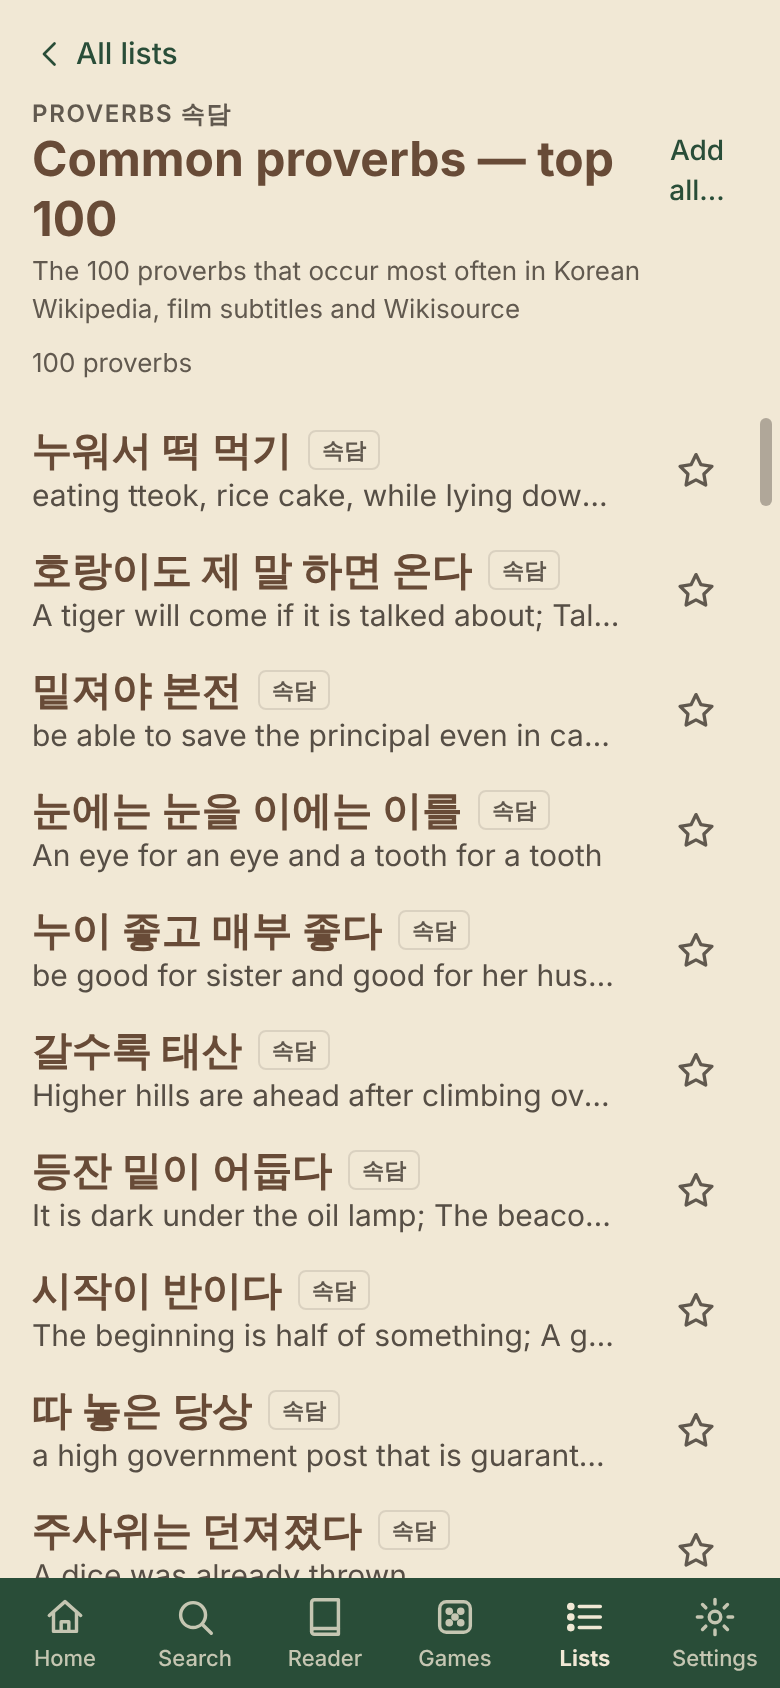 All lists
PROVERBS 속담
Common proverbs — top
100
Add
all...
The 100 proverbs that occur most often in Korean
Wikipedia, film subtitles and Wikisource
100 proverbs
누워서 떡 먹기 속담
eating tteok, rice cake, while lying dow...
호랑이도 제 말 하면 온다 속담
A tiger will come if it is talked about; Tal...
밑져야 본전 속담
be able to save the principal even in ca...
눈에는 눈을 이에는 이를 속담
An eye for an eye and a tooth for a tooth
누이 좋고 매부 좋다 속담
be good for sister and good for her hus...
갈수록 태산 속담
Higher hills are ahead after climbing ov...
등잔 밑이 어둡다 속담
It is dark under the oil lamp; The beaco...
시작이 반이다 속담
The beginning is half of something; A g...
따 놓은 당상 속담
a high government post that is guarant...
주사위는 던져졌다 속담
A dice was already thrown
Home Search Reader Games Lists Settings